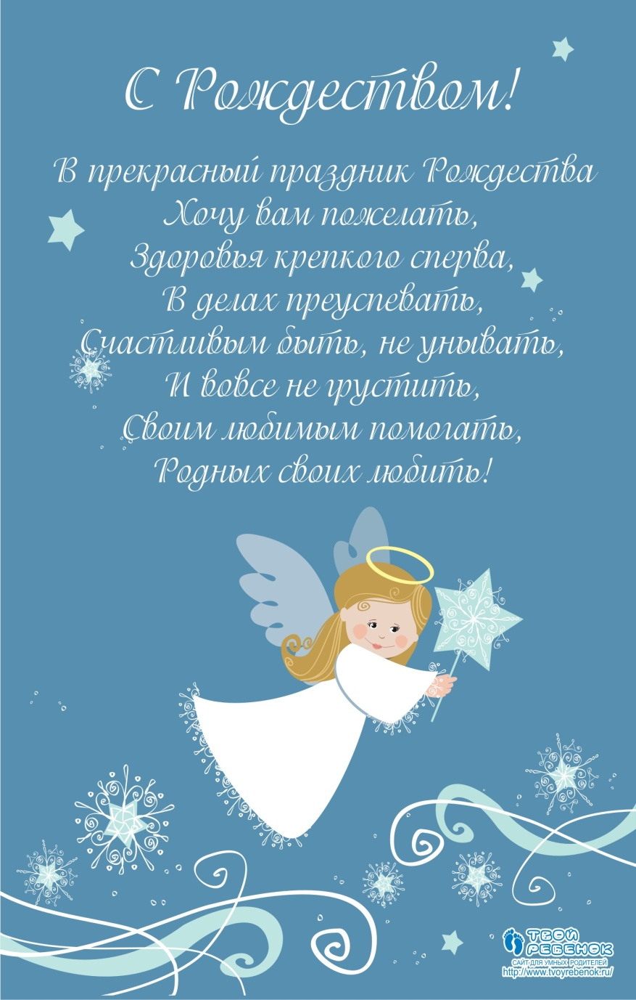 С Рождеством!
В прекрасный праздник Рождества
Хочу вам пожелать,
Здоровья крепкого сперва,
В делах преуспевать,
Счастливым быть, не унывать,
И вовсе не грустить,
Своим любимым помогать,
Родных своих любить!
ТВОЙ
РЕБЕНОК
САЙТ ДЛЯ УМНЫХ РОДИТЕЛЕЙ
http://www.tvoyrebenok.ru/